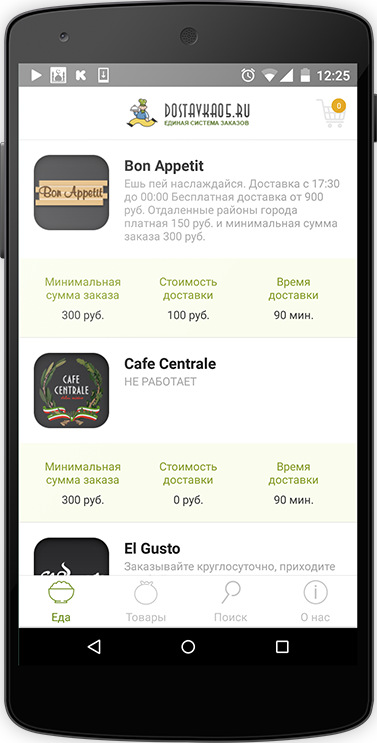 12:25
DOSTAVKA05.RU
ЕДИНАЯ СИСТЕМА ЗАКАЗОВ
0
Bon Appetit
Bon Appetit
Ешь пей наслаждайся. Доставка с 17:30
до 00:00 Бесплатная доставка от 900
руб. Отдаленные районы города
платная 150 руб. и минимальная сумма
заказа 300 руб.
Минимальная сумма заказа
Стоимость доставки
Время доставки
300 руб.
100 руб.
90 мин.
CAFE
CENTRALE
Cafe Centrale
НЕ РАБОТАЕТ
Минимальная сумма заказа
Стоимость доставки
Время доставки
300 руб.
0 руб.
90 мин.
El Gusto
Заказывайте круглосуточно, приходите
Еда
Товары
Поиск
О нас